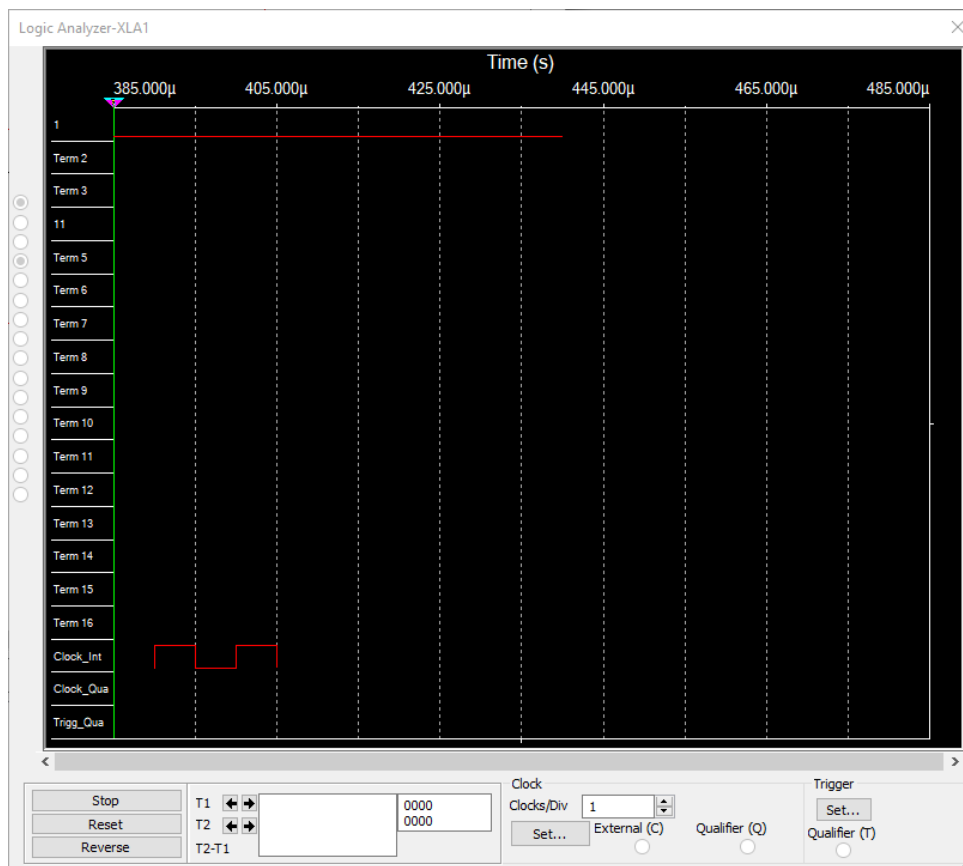 Logic Analyzer-XLA1
Time (s)
385.000µ 405.000µ 425.000µ 445.000µ 465.000µ 485.000µ
1
Term 2
Term 3
11
Term 5
Term 6
Term 7
Term 8
Term 9
Term 10
Term 11
Term 12
Term 13
Term 14
Term 15
Term 16
Clock_Int
Clock_Qua
Trigg_Qua
Stop
Reset
Reverse
T1
T2
T2-T1
0000
0000
Clock
Clocks/Div 1
Set...
External (C)
Qualifier (Q)
Trigger
Set...
Qualifier (T)